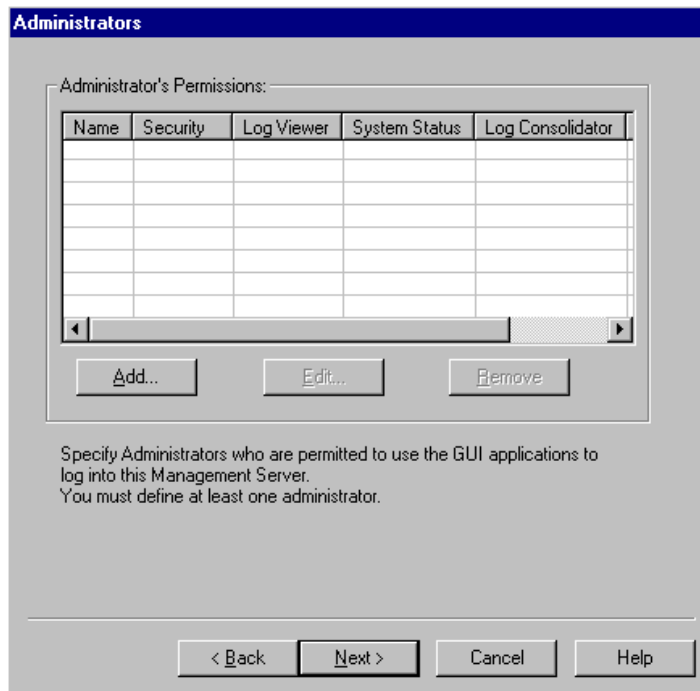 Administrators
Administrator's Permissions:
Name Security Log Viewer System Status Log Consolidator
Add... Edit... Remove
Specify Administrators who are permitted to use the GUI applications to
log into this Management Server.
You must define at least one administrator.
< Back Next > Cancel Help